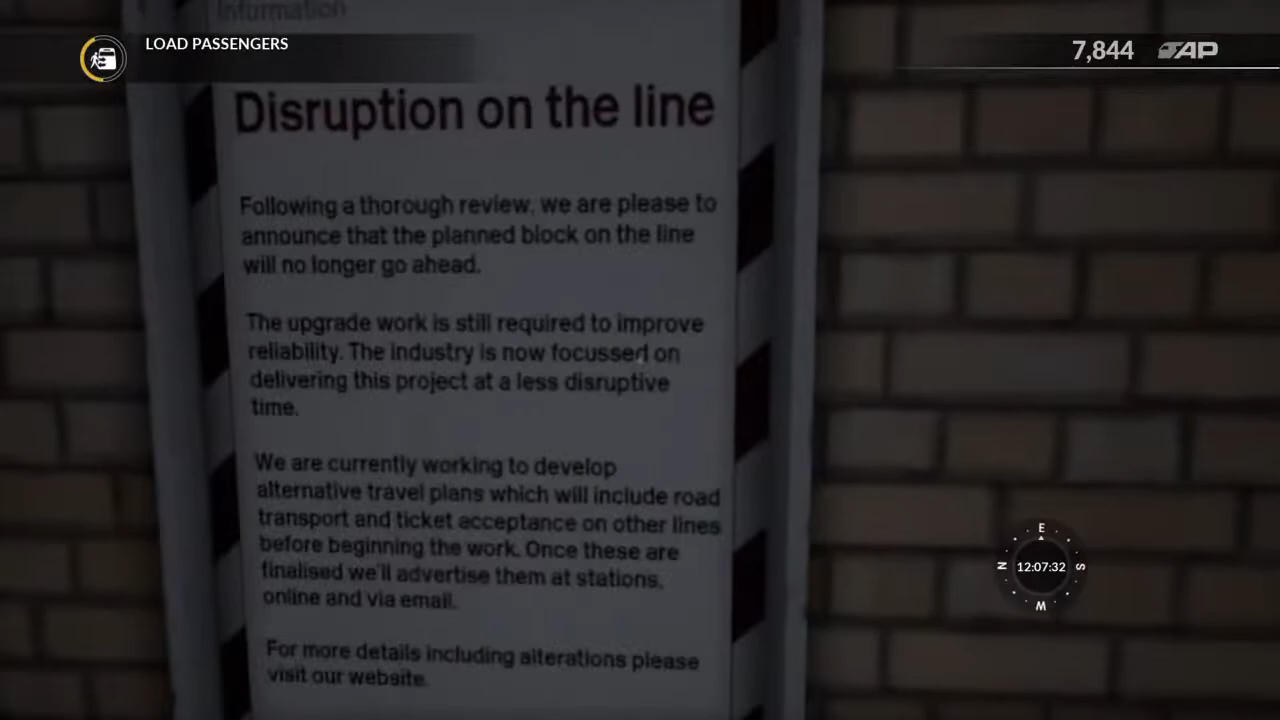 Information
LOAD PASSENGERS
7,844 AP
Disruption on the line
Following a thorough review, we are please to
announce that the planned block on the line
will no longer go ahead.
The upgrade work is still required to improve
reliability. The industry is now focussed on
delivering this project at a less disruptive
time.
We are currently working to develop
alternative travel plans which will include road
transport and ticket acceptance on other lines
before beginning the work. Once these are
finalised we'll advertise them at stations,
online and via email.
For more details including alterations please
visit our website.
E
N 12:07:32 S
W